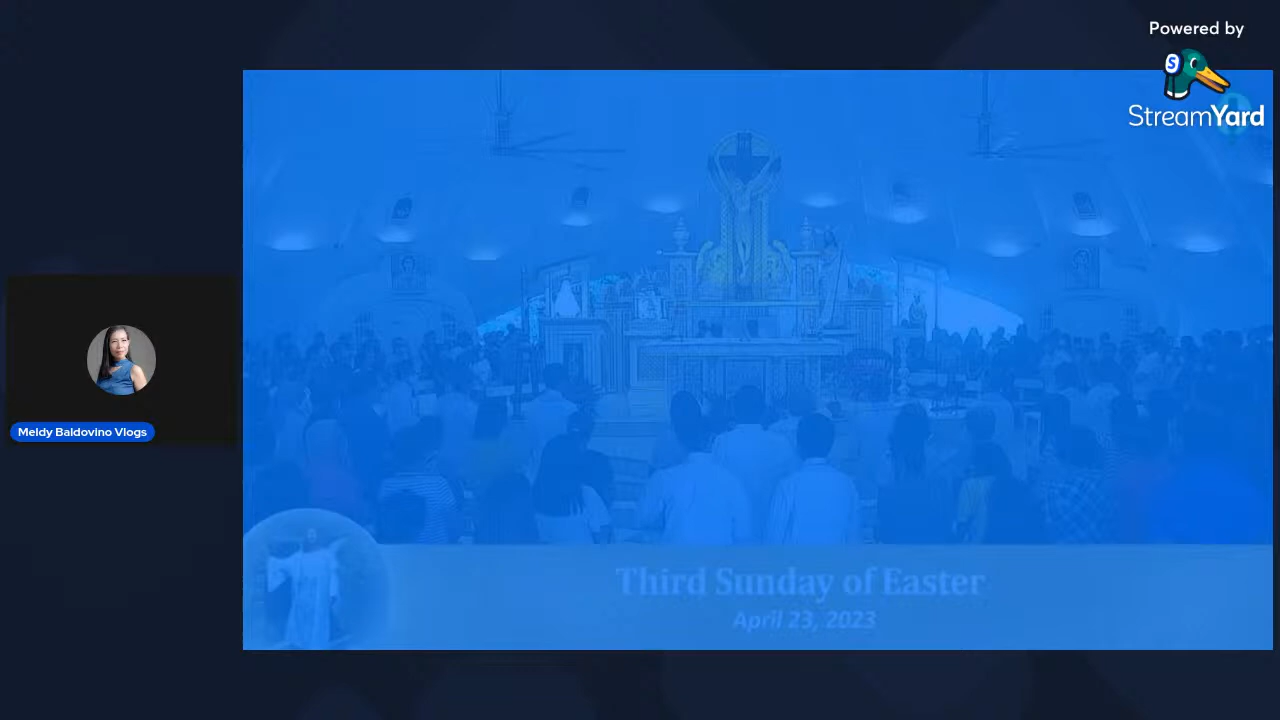 Powered by
S
StreamYard
Meldy Baldovino Vlogs
Third Sunday of Easter
April 23, 2023